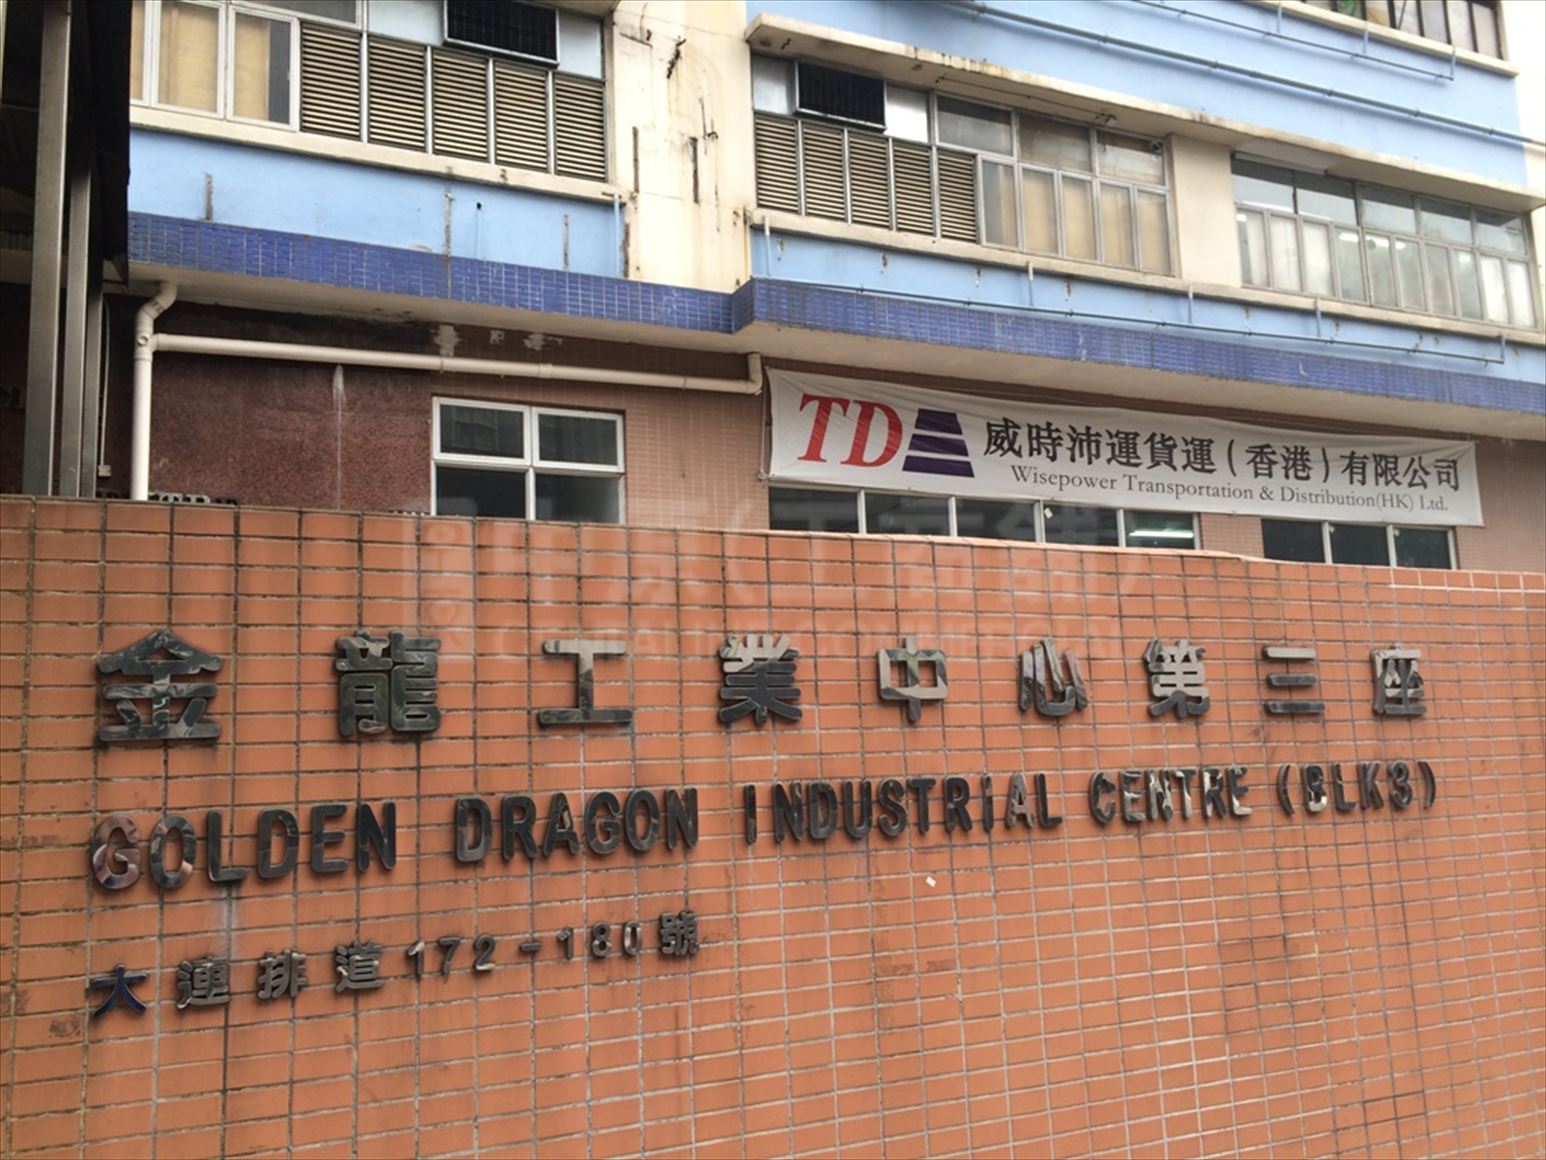 TD 威時沛運貨運(香港)有限公司
Wisepower Transportation & Distribution(HK) Ltd.
金龍工業中心第三座
GOLDEN DRAGON INDUSTRIAL CENTRE (BLK3)
大運排道172-180號